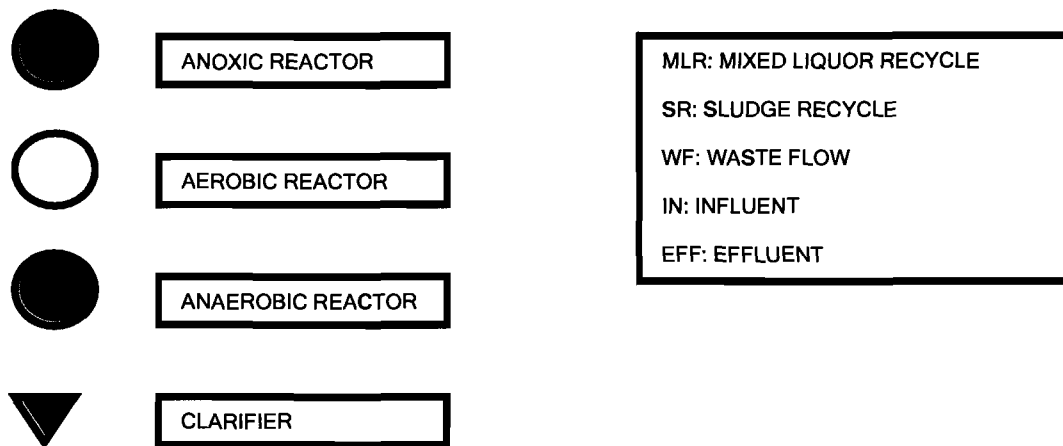 ANOXIC REACTOR
AEROBIC REACTOR
ANAEROBIC REACTOR
CLARIFIER
MLR: MIXED LIQUOR RECYCLE
SR: SLUDGE RECYCLE
WF: WASTE FLOW
IN: INFLUENT
EFF: EFFLUENT